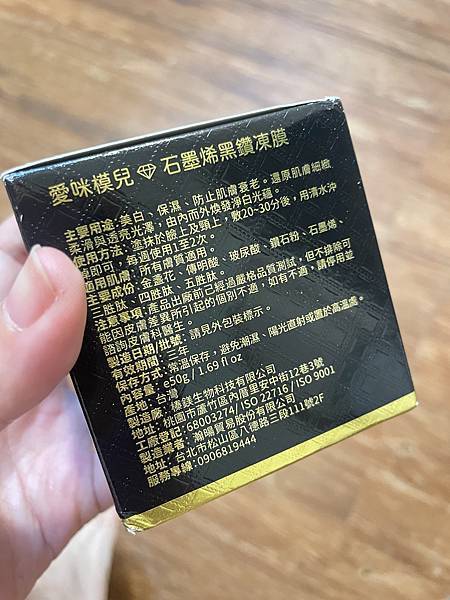 愛咪模兒 石墨烯黑鑽凍膜
主要用途: 美白、保濕、防止肌膚衰老。還原肌膚細緻
柔滑與透亮光澤，由內而外煥發淨白光蘊。
使用方法: 塗抹於臉上及頸上，敷20~30分後，用清水沖
淨即可，每週使用1至2次。
適用肌膚: 所有膚質適用。
主要成份: 金盞花、傳明酸、玻尿酸、鑽石粉、石墨烯、
三胜肽、四胜肽、五胜肽。
注意事項: 產品出廠前已經過嚴格品質測試，但不排除可
能因皮膚差異所引起的個別不適，如有不適，請停用並
諮詢皮膚科醫生。
製造日期/批號: 請見外包裝標示。
有效期間: 三年
保存方式: 常溫保存，避免潮濕、陽光直射或置於高溫處。
內容量: e50g / 1.69 fl oz
產地: 台灣
製造廠: 臻鎂生物科技有限公司
地址: 桃園市蘆竹區內厝里安中街12巷3號
工廠登記: G8003274/ ISO 22716 / ISO 9001
製造業者: 瀚暘貿易股份有限公司
地址: 台北市松山區八德路三段111號2F
服務專線: 0906819444